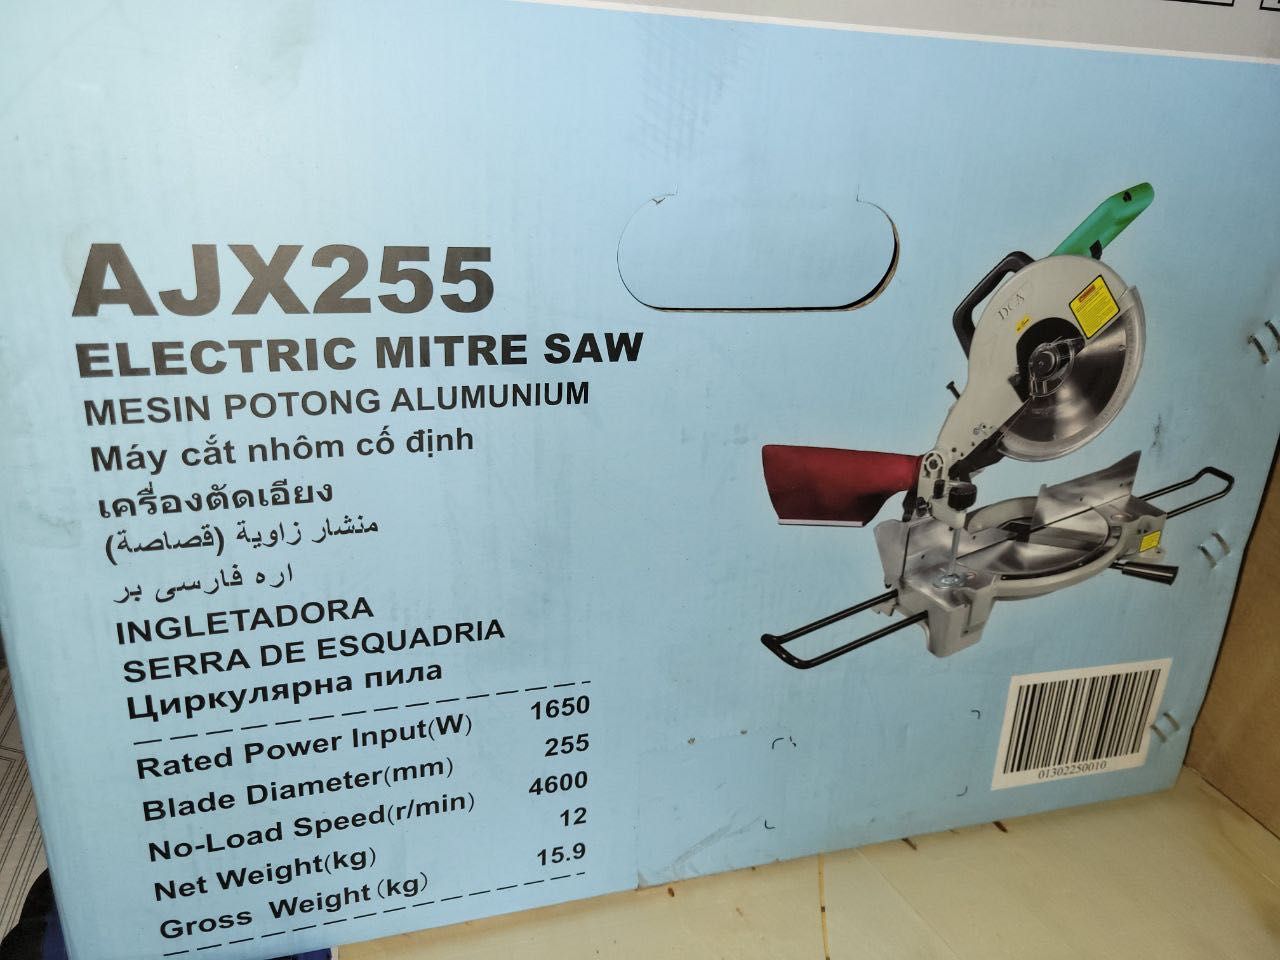 AJX255
ELECTRIC MITRE SAW
MESIN POTONG ALUMUNIUM
Máy cắt nhôm cố định
เครื่องตัดเอียง
منشار زاوية (قصاصة)
اره فارسی بر
INGLETADORA
SERRA DE ESQUADRIA
Циркулярна пила
Rated Power Input(W) 1650
Blade Diameter(mm) 255
No-Load Speed(r/min) 4600
Net Weight(kg) 12
Gross Weight(kg) 15.9
DCA
01302250010